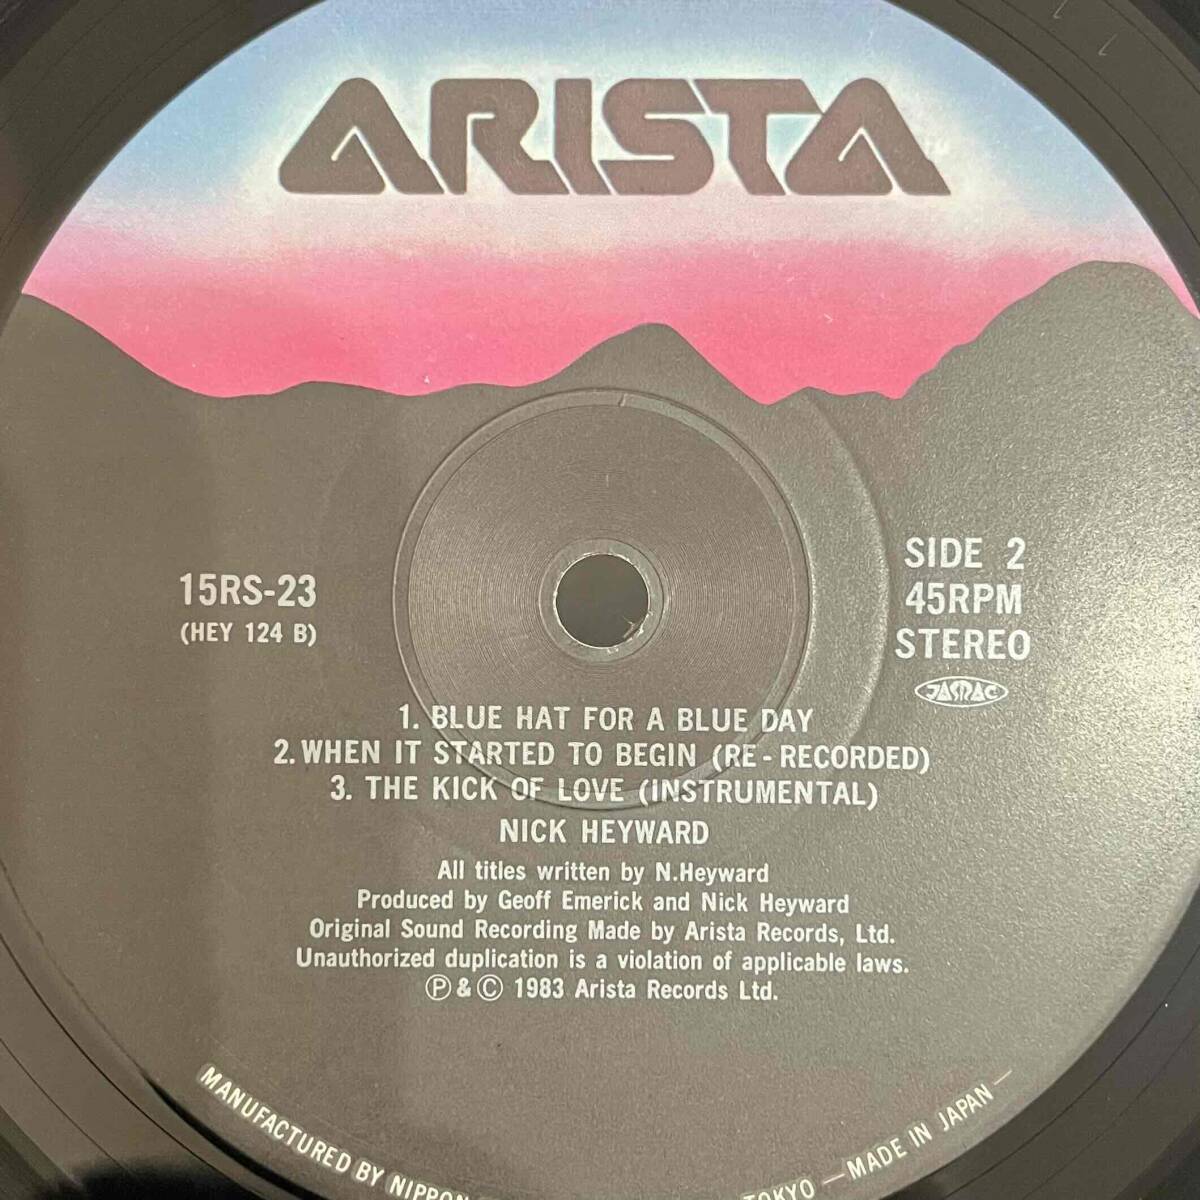 ARISTA
15RS-23
(HEY 124 B)
SIDE 2
45RPM
STEREO
JASRAC
1. BLUE HAT FOR A BLUE DAY
2. WHEN IT STARTED TO BEGIN (RE-RECORDED)
3. THE KICK OF LOVE (INSTRUMENTAL)
NICK HEYWARD
All titles written by N.Heyward
Produced by Geoff Emerick and Nick Heyward
Original Sound Recording Made by Arista Records, Ltd.
Unauthorized duplication is a violation of applicable laws.
Ⓟ & Ⓒ 1983 Arista Records Ltd.
MANUFACTURED BY NIPPON TOKYO —MADE IN JAPAN—